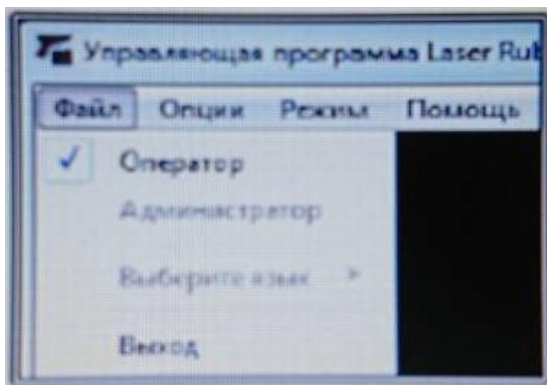 Управляющая программа Laser Rub
Файл Опции Режим Помощь
Оператор
Администратор
Выберите язык
Выход